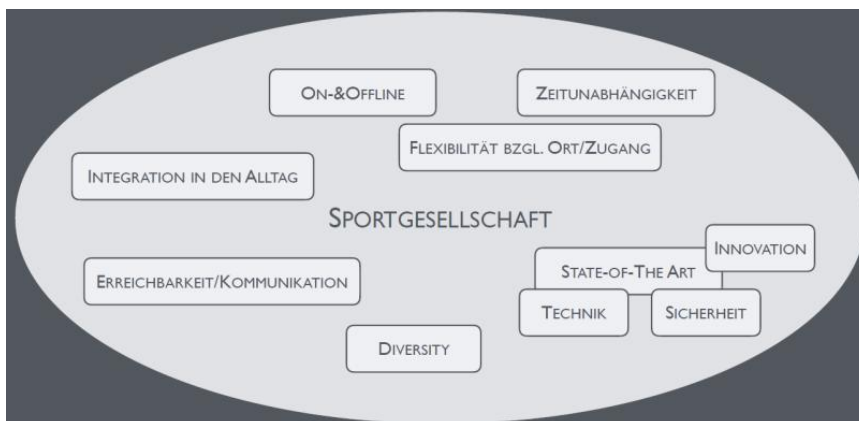 On-&Offline
Zeitunabhängigkeit
Flexibilität bzgl. Ort/Zugang
Integration in den Alltag
Sportgesellschaft
Innovation
State-of-The Art
Erreichbarkeit/Kommunikation
Technik
Sicherheit
Diversity